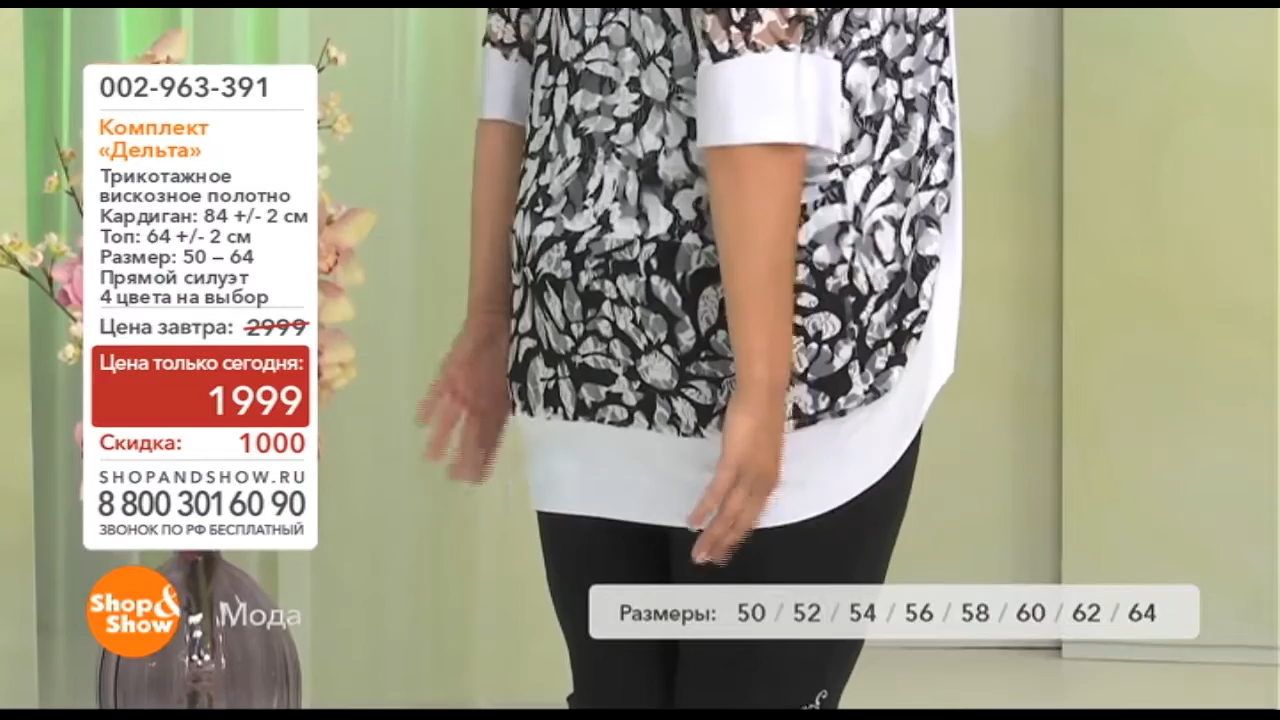 002-963-391
Комплект
«Дельта»
Трикотажное
вискозное полотно
Кардиган: 84 +/- 2 см
Топ: 64 +/- 2 см
Размер: 50 – 64
Прямой силуэт
4 цвета на выбор
Цена завтра: 2999
Цена только сегодня:
1999
Скидка: 1000
SHOPANDSHOW.RU
8 800 301 60 90
ЗВОНОК ПО РФ БЕСПЛАТНЫЙ
Shop&
Show
Мода
Размеры: 50 / 52 / 54 / 56 / 58 / 60 / 62 / 64